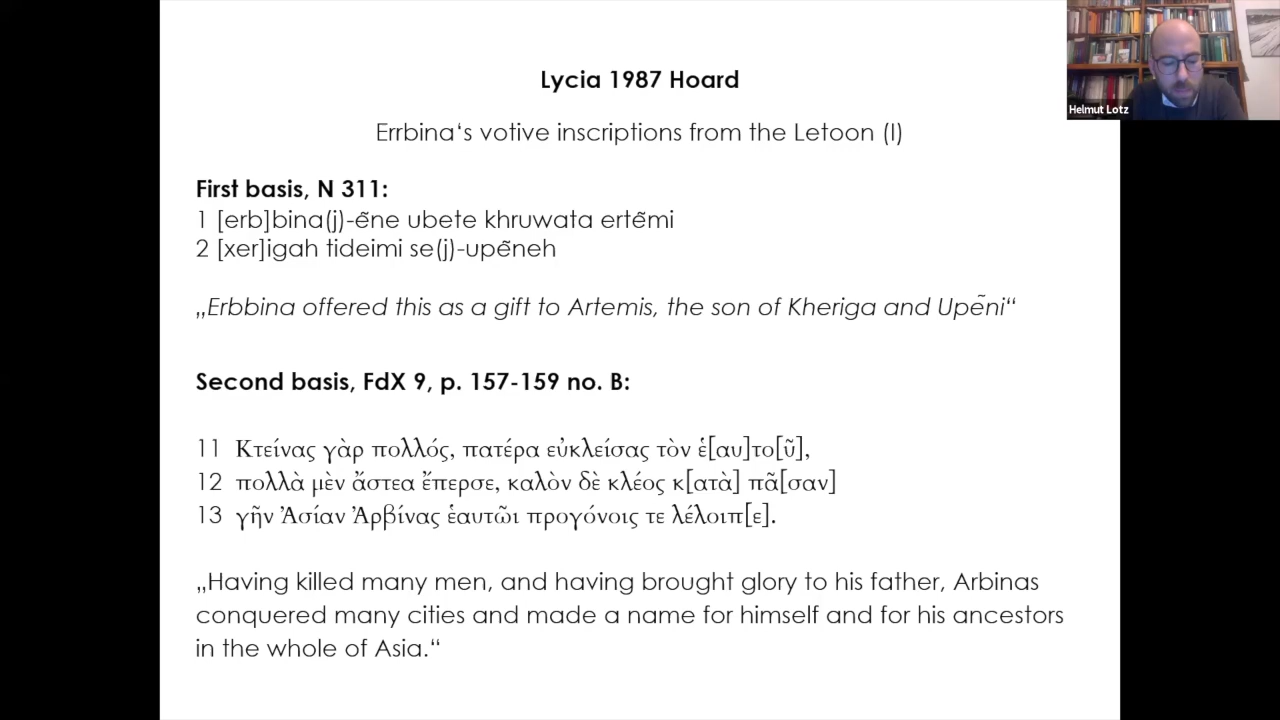 Lycia 1987 Hoard
Helmut Lotz
Errbina‘s votive inscriptions from the Letoon (I)
First basis, N 311:
1 [erb]bina(j)-ẽne ubete khruwata ertẽmi
2 [xer]igah tideimi se(j)-upẽneh
„Erbbina offered this as a gift to Artemis, the son of Kheriga and Upẽni“
Second basis, FdX 9, p. 157-159 no. B:
11 Κτείνας γὰρ πολλός, πατέρα εὐκλείσας τὸν ἑ[αυ]το[ῦ],
12 πολλὰ μὲν ἄστεα ἔπερσε, καλὸν δὲ κλέος κ[ατὰ] πᾶ[σαν]
13 γῆν Ἀσίαν Ἀρβίνας ἑαυτῶι προγόνοις τε λέλοιπ[ε].
„Having killed many men, and having brought glory to his father, Arbinas
conquered many cities and made a name for himself and for his ancestors
in the whole of Asia.“